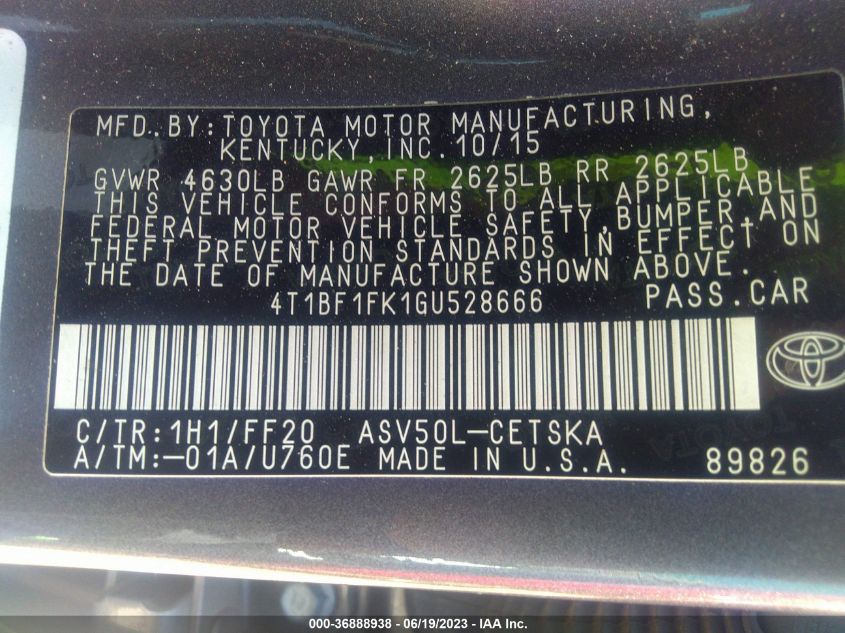 MFD. BY: TOYOTA MOTOR MANUFACTURING,
KENTUCKY, INC. 10/15
GVWR 4630LB GAWR FR 2625LB RR 2625LB
THIS VEHICLE CONFORMS TO ALL APPLICABLE
FEDERAL MOTOR VEHICLE SAFETY, BUMPER, AND
THEFT PREVENTION STANDARDS IN EFFECT ON
THE DATE OF MANUFACTURE SHOWN ABOVE.
4T1BF1FK1GU528666 PASS. CAR
C/TR: 1H1/FF20 ASV50L-CETSKA
A/TM:-01A/U760E MADE IN U.S.A. 89826
000-36888938 - 06/19/2023 - IAA Inc.